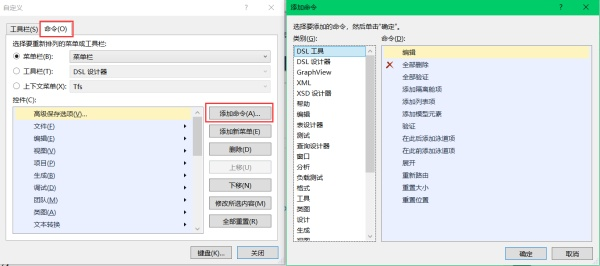 自定义
工具栏(S) 命令(O)
选择要重新排列的菜单或工具栏:
菜单栏(B): 菜单栏
工具栏(T): DSL 设计器
上下文菜单(X): Tfs
控件(C):
高级保存选项(V)...
文件(F)
编辑(E)
视图(V)
项目(P)
生成(B)
调试(D)
团队(M)
类图(A)
文本转换
添加命令(A)...
添加新菜单(E)
删除(D)
上移(U)
下移(N)
修改所选内容(M)
全部重置(R)
键盘(K)...
关闭
添加命令
选择要添加的命令，然后单击"确定"。
类别(G):
DSL 工具
DSL 设计器
GraphView
XML
XSD 设计器
帮助
编辑
表设计器
测试
查询设计器
窗口
分析
负载测试
格式
工具
类图
设计
生成
命令(D):
编辑
全部删除
全部验证
添加隔离舱项
添加列表项
添加模型元素
验证
在此后添加泳道项
在此前添加泳道项
展开
重新路由
重置大小
重置位置
确定
取消